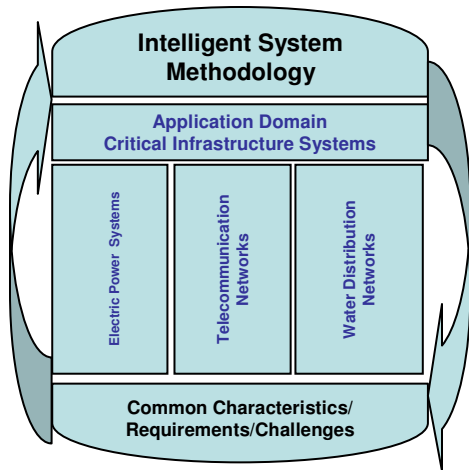 Intelligent System
Methodology
Application Domain
Critical Infrastructure Systems
Electric Power Systems
Telecommunication
Networks
Water Distribution
Networks
Common Characteristics/
Requirements/Challenges